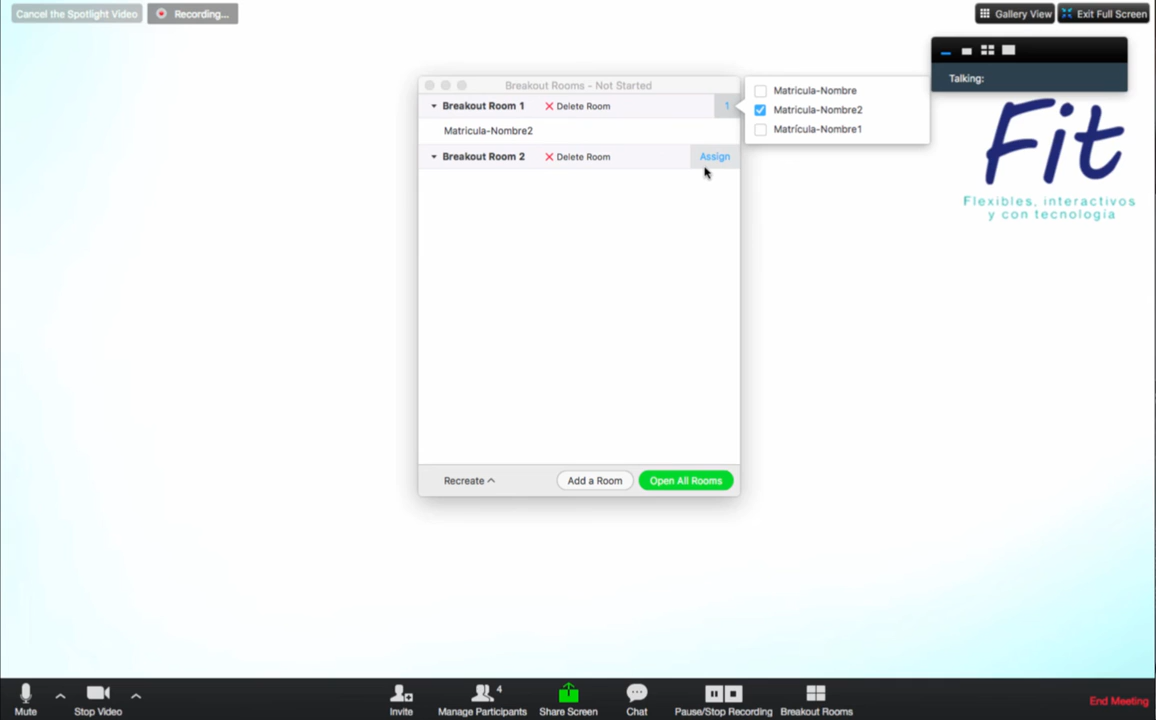 Cancel the Spotlight Video
Recording...
Gallery View
Exit Full Screen
Talking:
Breakout Rooms - Not Started
Breakout Room 1
Delete Room
1
Matricula-Nombre
Matricula-Nombre2
Matrícula-Nombre1
Matricula-Nombre2
Breakout Room 2
Delete Room
Assign
Fit
Flexibles, interactivos
y con tecnología
Recreate
Add a Room
Open All Rooms
Mute
Stop Video
Invite
4
Manage Participants
Share Screen
Chat
Pause/Stop Recording
Breakout Rooms
End Meeting